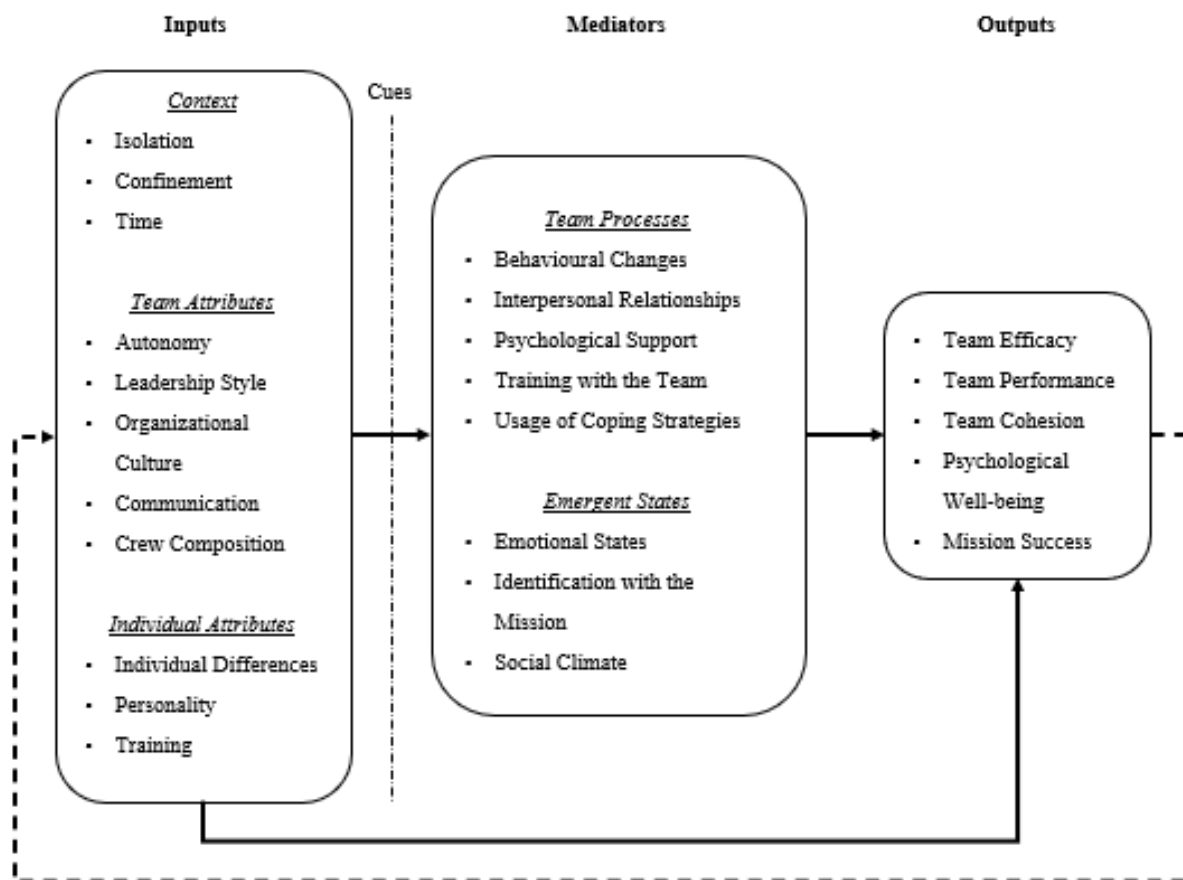 Inputs
Mediators
Outputs
Context
▪ Isolation
▪ Confinement
▪ Time
Team Attributes
▪ Autonomy
▪ Leadership Style
▪ Organizational
Culture
▪ Communication
▪ Crew Composition
Individual Attributes
▪ Individual Differences
▪ Personality
▪ Training
Cues
Team Processes
▪ Behavioural Changes
▪ Interpersonal Relationships
▪ Psychological Support
▪ Training with the Team
▪ Usage of Coping Strategies
Emergent States
▪ Emotional States
▪ Identification with the
Mission
▪ Social Climate
▪ Team Efficacy
▪ Team Performance
▪ Team Cohesion
▪ Psychological
Well-being
▪ Mission Success